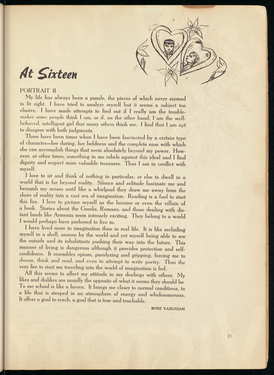 At Sixteen
PORTRAIT II
My life has always been a puzzle, the pieces of which never seemed
to fit right. I have tried to analyze myself but it seems a subject too
elusive. I have made attempts to find out if I really am the trouble-
maker some people think I am, or if, on the other hand, I am the well-
behaved, intelligent girl that many others think me. I find that I am apt
to disagree with both judgments.
There have been times when I have been fascinated by a certain type
of character—her daring, her boldness and the complete ease with which
she can accomplish things that seem absolutely beyond my power. How-
ever, at other times, something in me rebels against this ideal and I find
dignity and respect more valuable treasures. Thus I am in conflict with
myself.
I love to sit and think of nothing in particular, or else to dwell in a
world that is far beyond reality. Silence and solitude fascinate me and
beckon my senses until like a whirlpool they draw me away from the
shore of reality into a vast sea of imagination. Reading is a fuel to start
this fire. I love to picture myself as the heroine or even the villain of
a book. Stories about the Greeks, Romans, and those dealing with dis-
tant lands like Armenia seem intensely exciting. They belong to a world
I would perhaps have preferred to live in.
I have lived more in imagination than in real life. It is like secluding
myself in a shell, unseen by the world and yet myself being able to see
the outside and its inhabitants pushing their way into the future. This
manner of living is dangerous although it provides protection and self-
confidence. It resembles opium, paralyzing and gripping, forcing me to
dream, think and read, and even to attempt to write poetry. Thus the
very fire to start me traveling into the world of imagination is fed.
All this seems to affect my attitude in my dealings with others. My
likes and dislikes are usually the opposite of what it seems they should be.
To me school is a haven. It brings me closer to normal conditions, to
a life that is steeped in an atmosphere of energy and wholesomeness.
It offers a goal to reach, a goal that is true and touchable.
ROSE YAZUGIAN
21